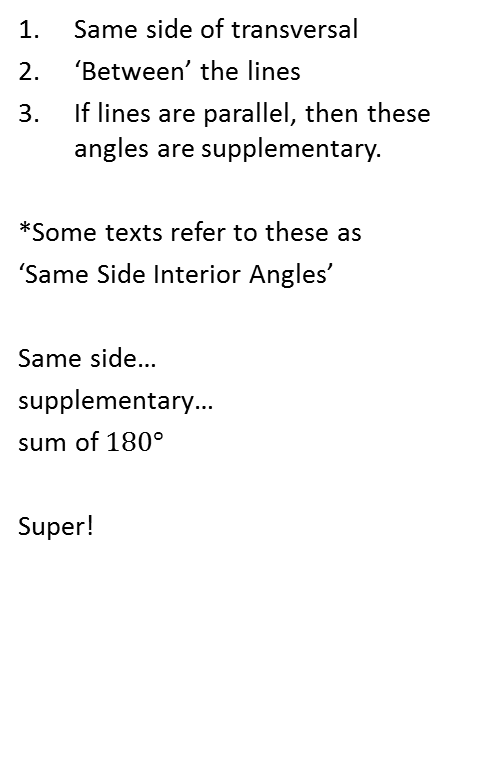 1. Same side of transversal
2. ‘Between’ the lines
3. If lines are parallel, then these
angles are supplementary.
*Some texts refer to these as
‘Same Side Interior Angles’
Same side…
supplementary…
sum of 180°
Super!